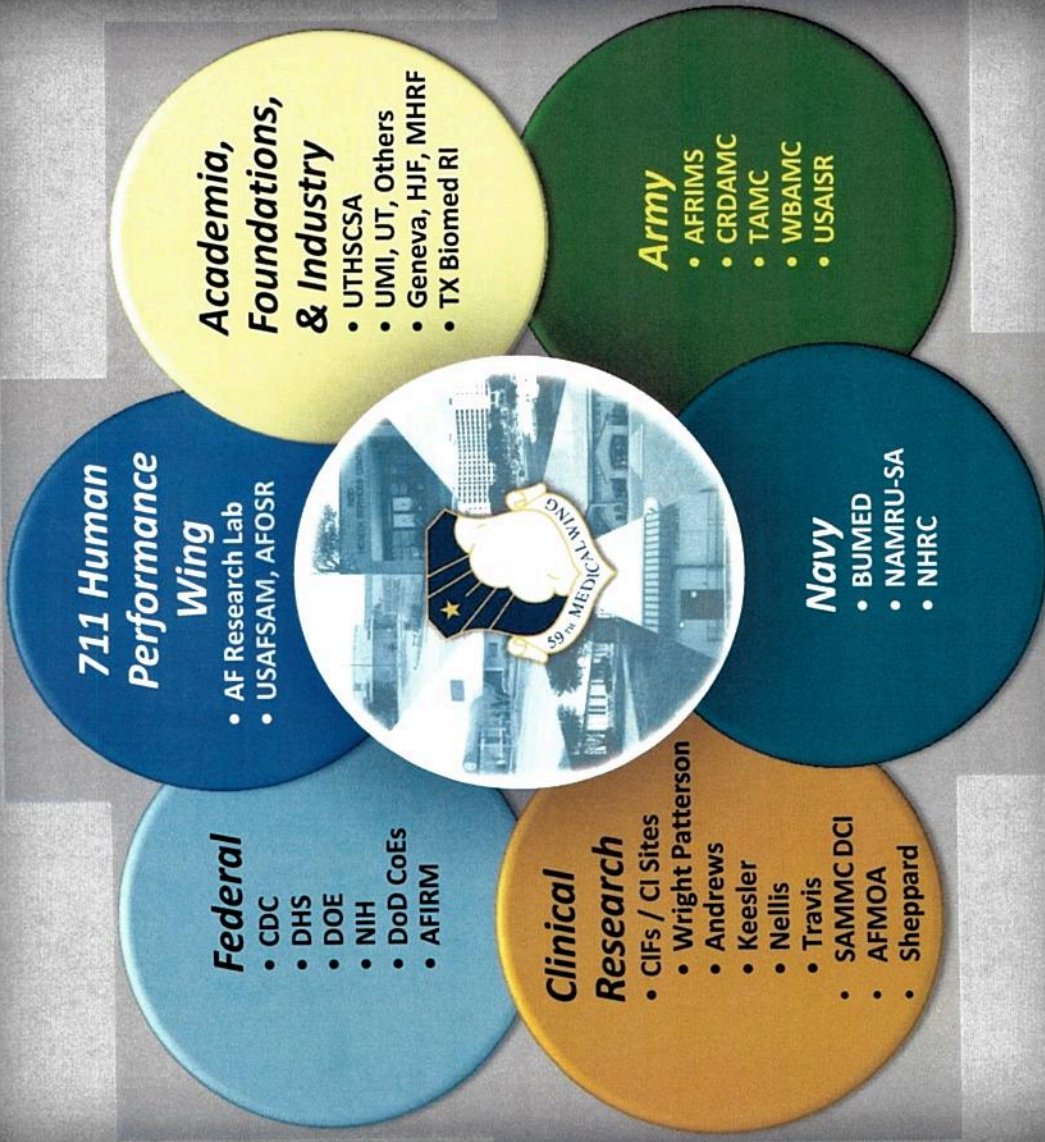 711 Human
Performance
Wing
• AF Research Lab
• USAFSAM, AFOSR
Academia,
Foundations,
& Industry
• UTHSCSA
• UMI, UT, Others
• Geneva, HJF, MHRF
• TX Biomed RI
Army
• AFRIMS
• CRDAMC
• TAMC
• WBAMC
• USAISR
Navy
• BUMED
• NAMRU-SA
• NHRC
Clinical
Research
• CIFs / CI Sites
• Wright Patterson
• Andrews
• Keesler
• Nellis
• Travis
• SAMMC DCI
• AFMOA
• Sheppard
Federal
• CDC
• DHS
• DOE
• NIH
• DoD CoEs
• AFIRM
59TH MEDICAL WING